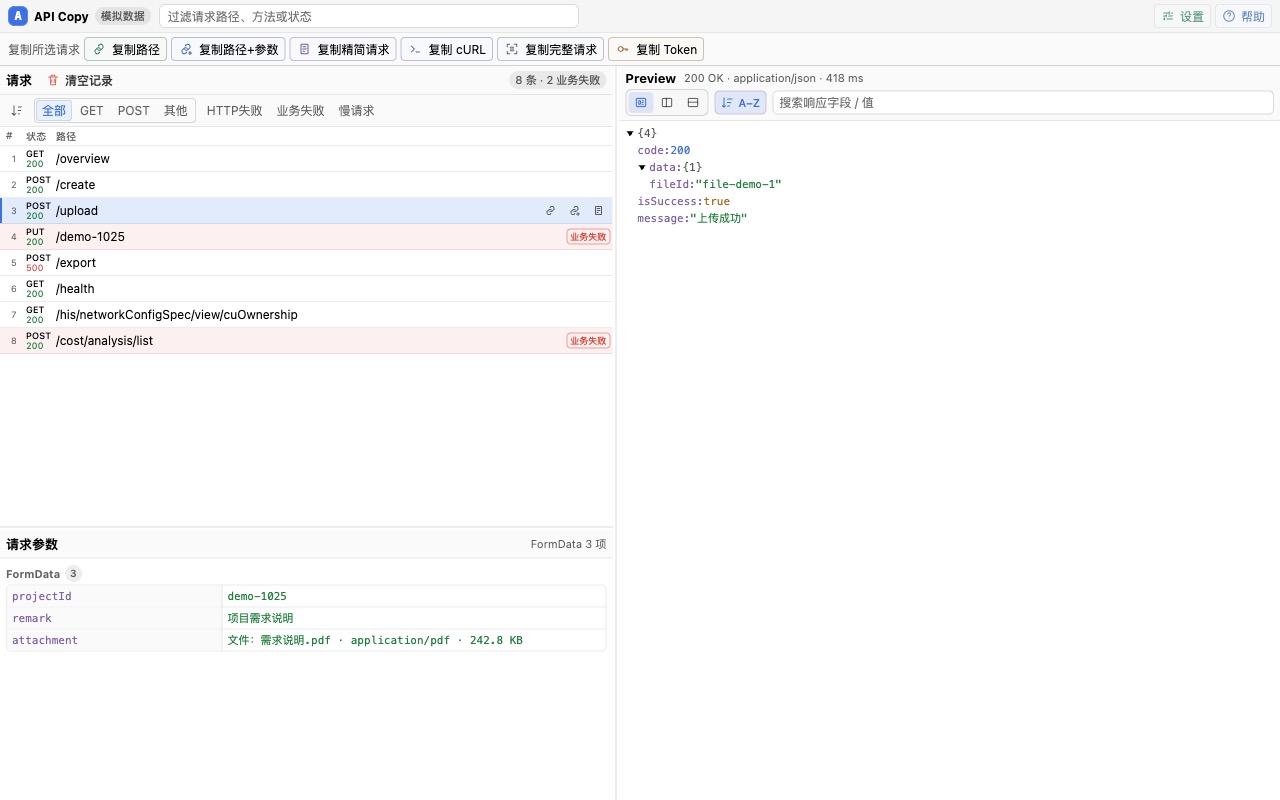 A API Copy 模拟数据 过滤请求路径、方法或状态 设置 帮助
复制所选请求 复制路径 复制路径+参数 复制精简请求 复制 cURL 复制完整请求 复制 Token
请求 清空记录 8 条 · 2 业务失败
全部 GET POST 其他 HTTP失败 业务失败 慢请求
# 状态 路径
1 GET 200 /overview
2 POST 200 /create
3 POST 200 /upload
4 PUT 200 /demo-1025 业务失败
5 POST 500 /export
6 GET 200 /health
7 GET 200 /his/networkConfigSpec/view/cuOwnership
8 POST 200 /cost/analysis/list 业务失败
请求参数 FormData 3 项
FormData 3
projectId demo-1025
remark 项目需求说明
attachment 文件: 需求说明.pdf · application/pdf · 242.8 KB
Preview 200 OK · application/json · 418 ms
A–Z 搜索响应字段 / 值
▼ {4}
code:200
▼ data:{1}
fileId:"file-demo-1"
isSuccess:true
message:"上传成功"